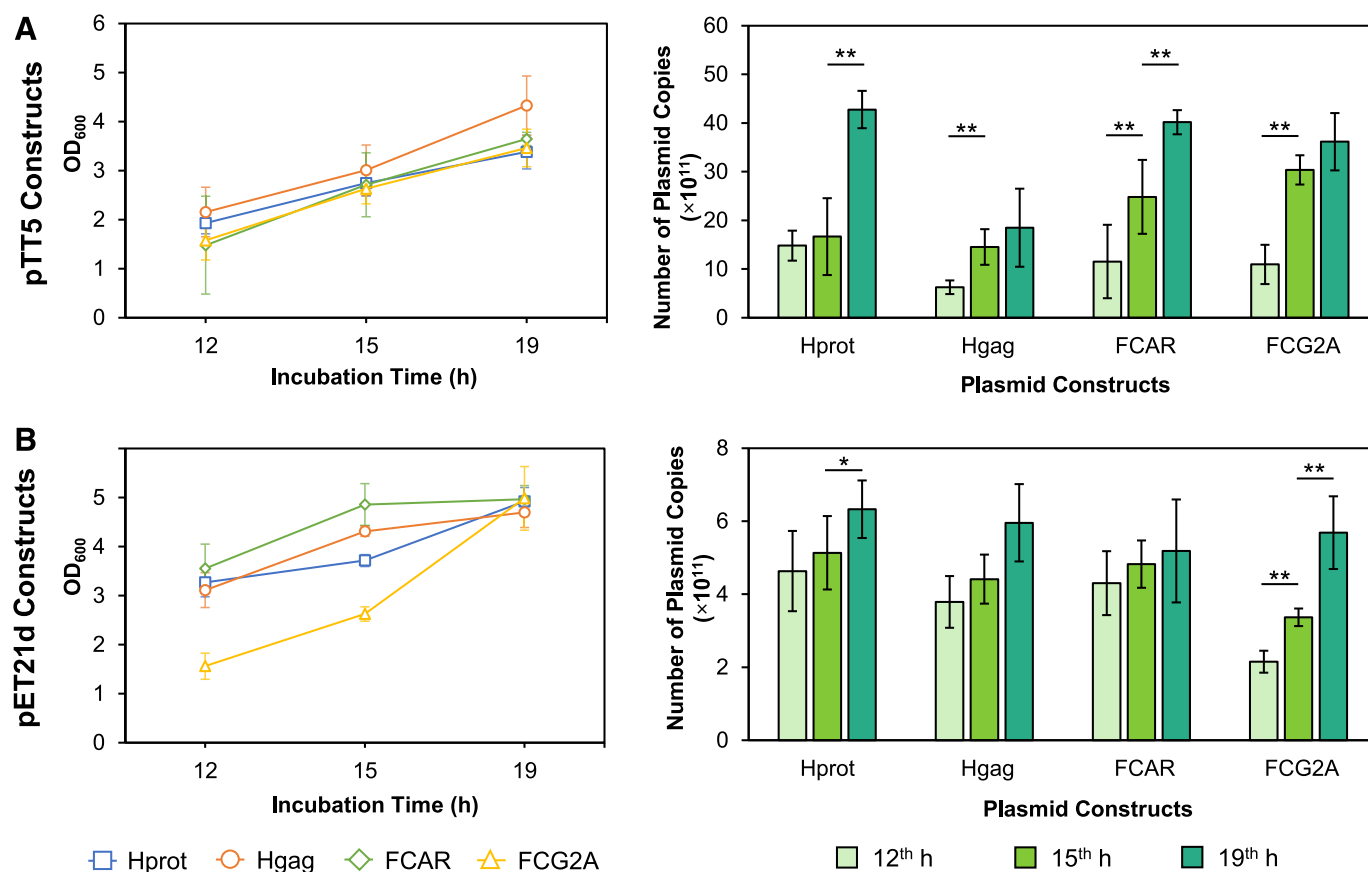 A
pTT5 Constructs
OD600
6
5
4
3
2
1
0
12 15 19
Incubation Time (h)
Number of Plasmid Copies
(×10¹¹)
60
50
40
30
20
10
0
** ** ** ** ** 
Hprot Hgag FCAR FCG2A
Plasmid Constructs
B
pET21d Constructs
OD600
5
4
3
2
1
0
12 15 19
Incubation Time (h)
Number of Plasmid Copies
(×10¹¹)
8
6
4
2
0
* ** **
Hprot Hgag FCAR FCG2A
Plasmid Constructs
Hprot Hgag FCAR FCG2A
12th h 15th h 19th h